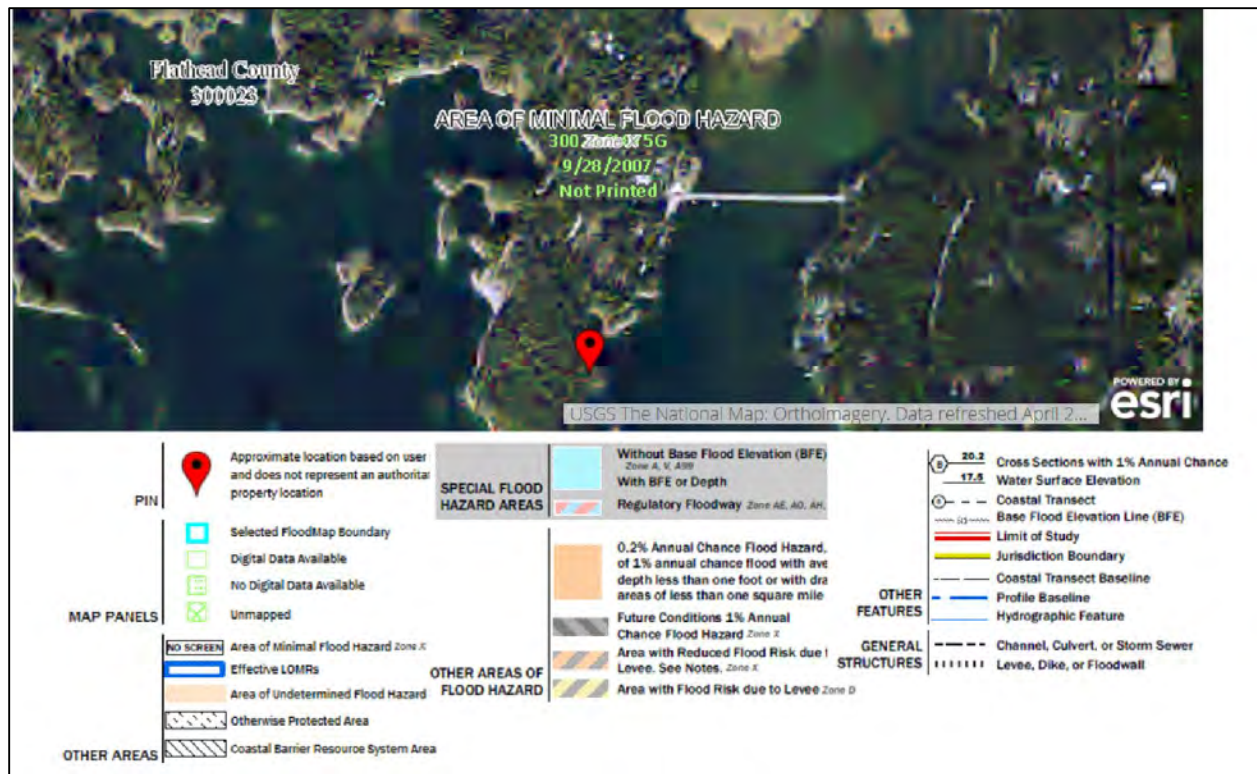 Flathead County
300023
AREA OF MINIMAL FLOOD HAZARD
Zone X
9/28/2007
Not Printed
POWERED BY
esri
USGS The National Map: Orthoimagery. Data refreshed April 2...
PIN
Approximate location based on user
and does not represent an authoritat
property location
MAP PANELS
Selected FloodMap Boundary
Digital Data Available
No Digital Data Available
Unmapped
OTHER AREAS
NO SCREEN Area of Minimal Flood Hazard Zone X
Effective LOMRs
Area of Undetermined Flood Hazard
Otherwise Protected Area
Coastal Barrier Resource System Area
SPECIAL FLOOD
HAZARD AREAS
Without Base Flood Elevation (BFE)
Zone A, V, A99
With BFE or Depth
Regulatory Floodway Zone AE, AO, AH,
OTHER AREAS OF
FLOOD HAZARD
0.2% Annual Chance Flood Hazard,
of 1% annual chance flood with ave
depth less than one foot or with dra
areas of less than one square mile
Future Conditions 1% Annual
Chance Flood Hazard Zone X
Area with Reduced Flood Risk due t
Levee. See Notes. Zone X
Area with Flood Risk due to Levee Zone D
OTHER
FEATURES
B 20.2 Cross Sections with 1% Annual Chance
17.5 Water Surface Elevation
Coastal Transect
Base Flood Elevation Line (BFE)
Limit of Study
Jurisdiction Boundary
Coastal Transect Baseline
Profile Baseline
Hydrographic Feature
GENERAL
STRUCTURES
Channel, Culvert, or Storm Sewer
Levee, Dike, or Floodwall